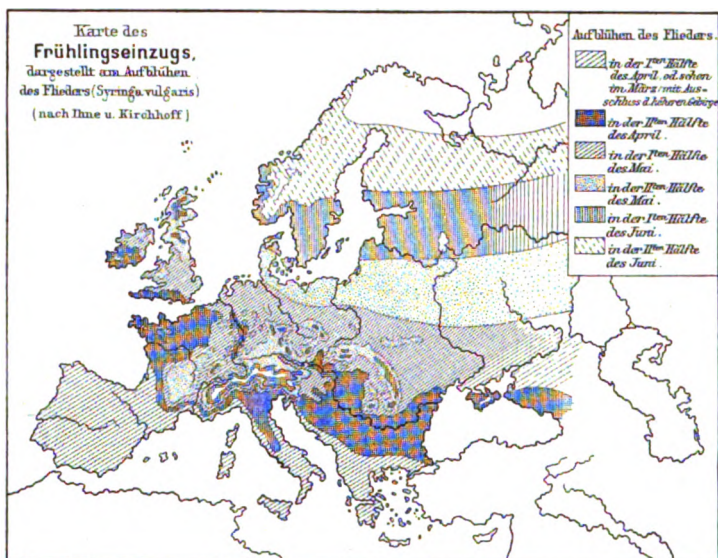 Karte des
Frühlingseinzugs,
dargestellt am Aufblühen
des Flieders (Syringa vulgaris)
(nach Ihne u. Kirchhoff)
Aufblühen des Flieders.
in der Iten Hälfte
des April, od. schon
im März (mit Aus-
schluss d. höheren Gebirge
in der IIten Hälfte
des April.
in der Iten Hälfte
des Mai.
in der IIten Hälfte
des Mai.
in der Iten Hälfte
des Juni.
in der IIten Hälfte
des Juni.